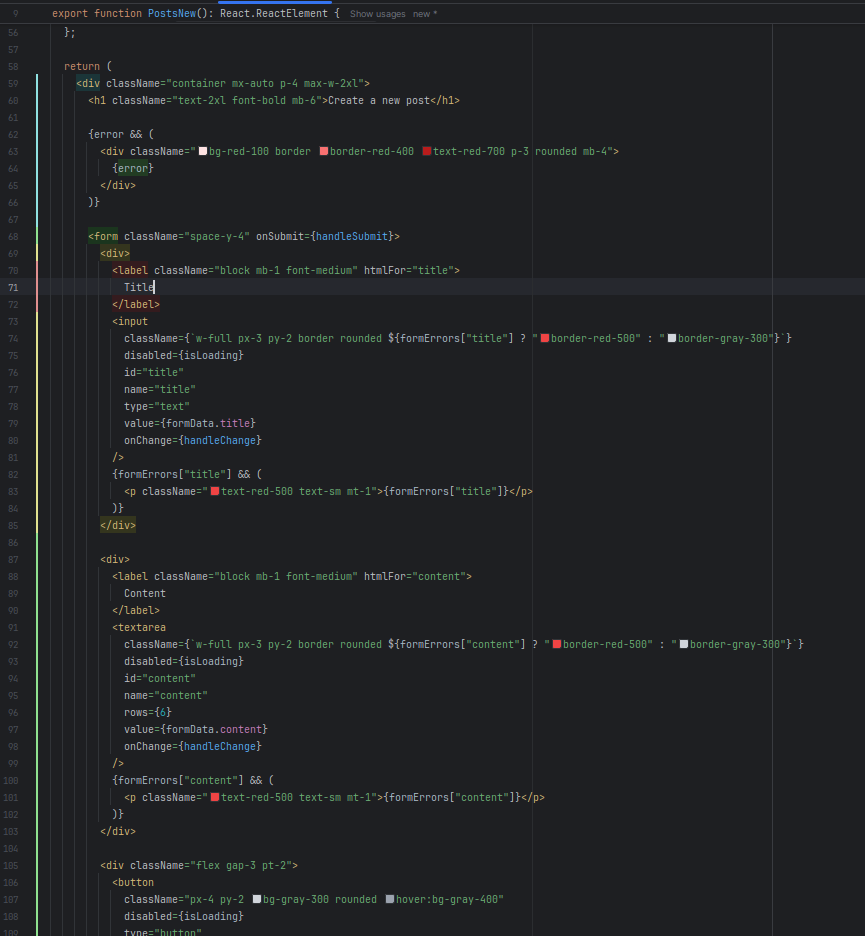 9 export function PostsNew(): React.ReactElement { Show usages new *
56 };
57
58 return (
59 <div className="container mx-auto p-4 max-w-2xl">
60 <h1 className="text-2xl font-bold mb-6">Create a new post</h1>
61
62 {error && (
63 <div className="bg-red-100 border border-red-400 text-red-700 p-3 rounded mb-4">
64 {error}
65 </div>
66 )}
67
68 <form className="space-y-4" onSubmit={handleSubmit}>
69 <div>
70 <label className="block mb-1 font-medium" htmlFor="title">
71 Title
72 </label>
73 <input
74 className={`w-full px-3 py-2 border rounded ${formErrors["title"] ? "border-red-500" : "border-gray-300"}`}
75 disabled={isLoading}
76 id="title"
77 name="title"
78 type="text"
79 value={formData.title}
80 onChange={handleChange}
81 />
82 {formErrors["title"] && (
83 <p className="text-red-500 text-sm mt-1">{formErrors["title"]}</p>
84 )}
85 </div>
86
87 <div>
88 <label className="block mb-1 font-medium" htmlFor="content">
89 Content
90 </label>
91 <textarea
92 className={`w-full px-3 py-2 border rounded ${formErrors["content"] ? "border-red-500" : "border-gray-300"}`}
93 disabled={isLoading}
94 id="content"
95 name="content"
96 rows={6}
97 value={formData.content}
98 onChange={handleChange}
99 />
100 {formErrors["content"] && (
101 <p className="text-red-500 text-sm mt-1">{formErrors["content"]}</p>
102 )}
103 </div>
104
105 <div className="flex gap-3 pt-2">
106 <button
107 className="px-4 py-2 bg-gray-300 rounded hover:bg-gray-400"
108 disabled={isLoading}
109 type="button"